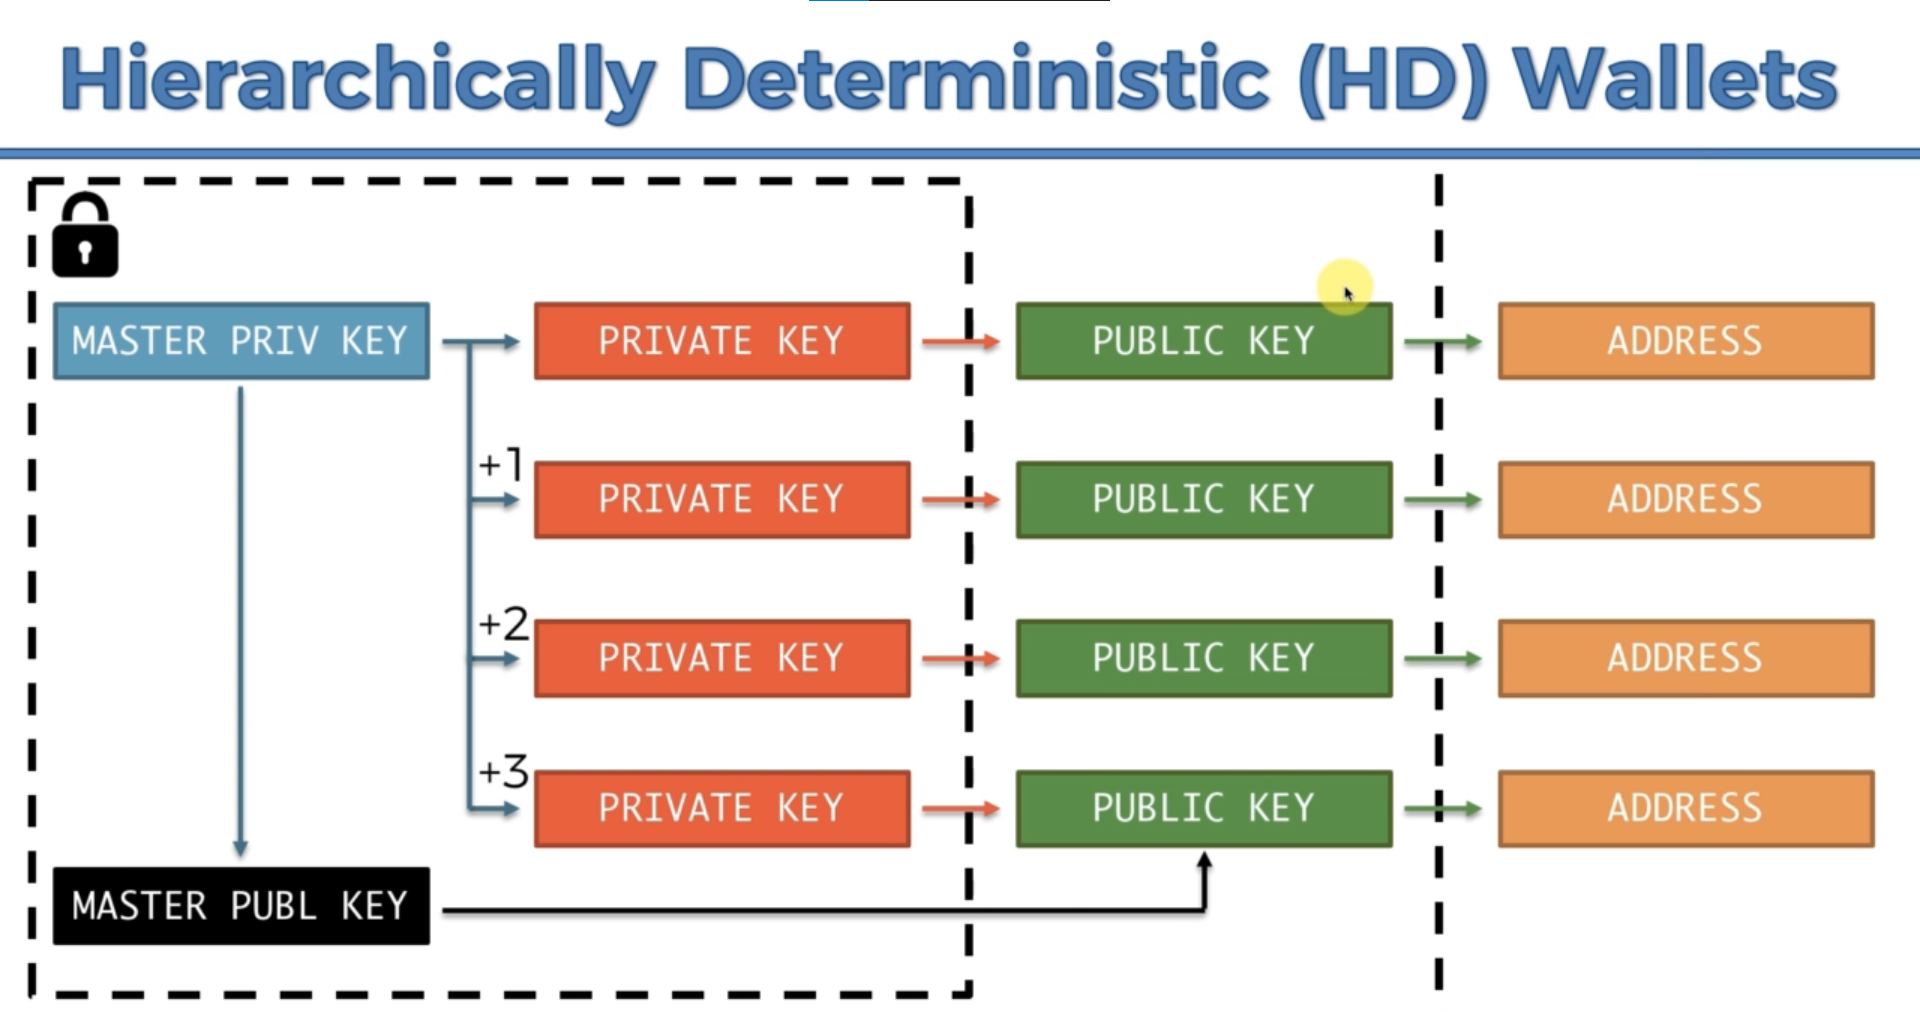 Hierarchically Deterministic (HD) Wallets
MASTER PRIV KEY
PRIVATE KEY
PUBLIC KEY
ADDRESS
+1
PRIVATE KEY
PUBLIC KEY
ADDRESS
+2
PRIVATE KEY
PUBLIC KEY
ADDRESS
+3
PRIVATE KEY
PUBLIC KEY
ADDRESS
MASTER PUBL KEY